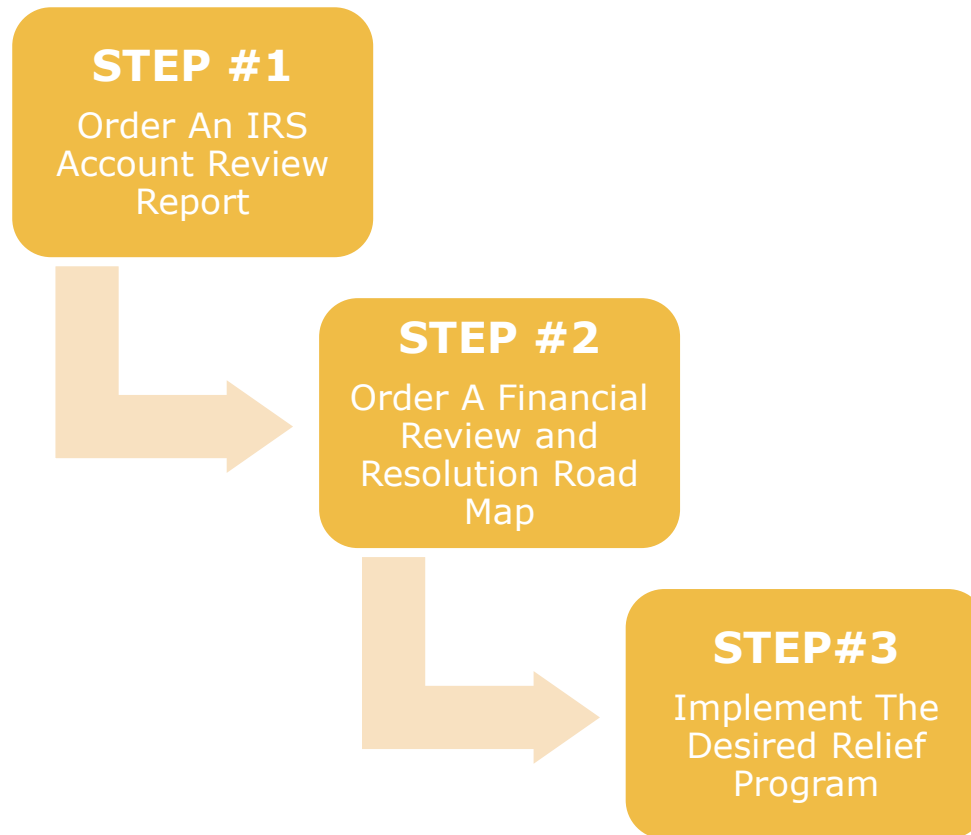 STEP #1
Order An IRS
Account Review
Report
STEP #2
Order A Financial
Review and
Resolution Road
Map
STEP#3
Implement The
Desired Relief
Program